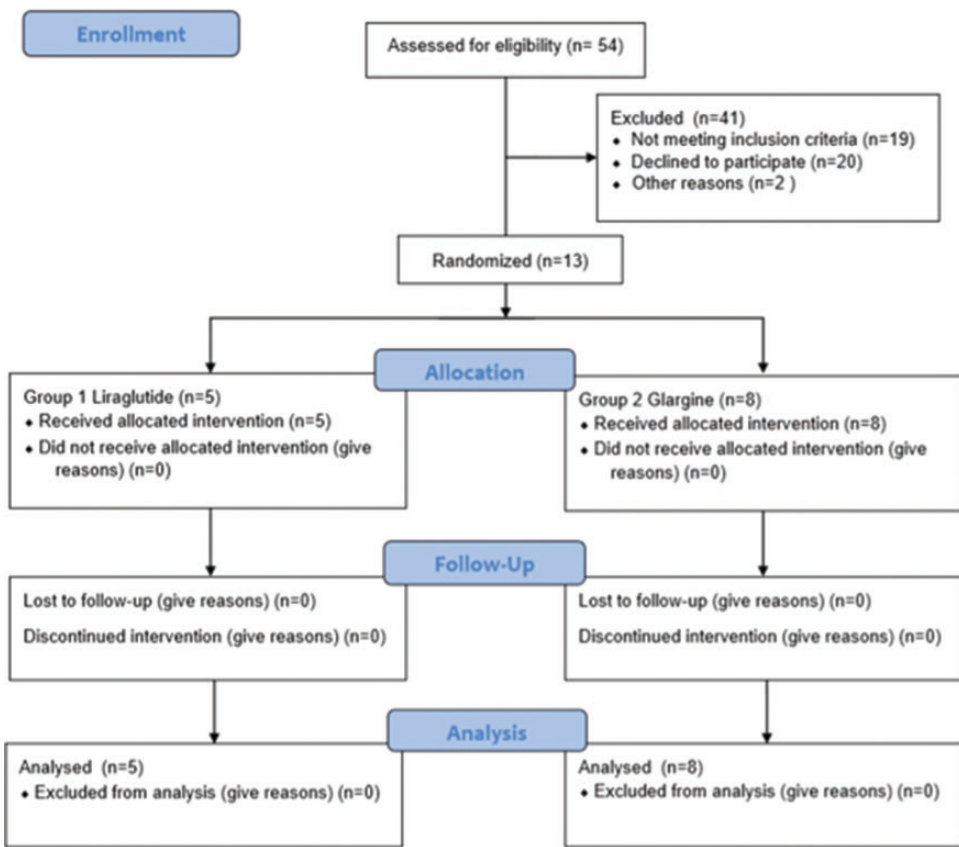 Enrollment
Assessed for eligibility (n= 54)
Excluded (n=41)
⬥ Not meeting inclusion criteria (n=19)
⬥ Declined to participate (n=20)
⬥ Other reasons (n=2 )
Randomized (n=13)
Allocation
Group 1 Liraglutide (n=5)
⬥ Received allocated intervention (n=5)
⬥ Did not receive allocated intervention (give
reasons) (n=0)
Group 2 Glargine (n=8)
⬥ Received allocated intervention (n=8)
⬥ Did not receive allocated intervention (give
reasons) (n=0)
Follow-Up
Lost to follow-up (give reasons) (n=0)
Discontinued intervention (give reasons) (n=0)
Lost to follow-up (give reasons) (n=0)
Discontinued intervention (give reasons) (n=0)
Analysis
Analysed (n=5)
⬥ Excluded from analysis (give reasons) (n=0)
Analysed (n=8)
⬥ Excluded from analysis (give reasons) (n=0)